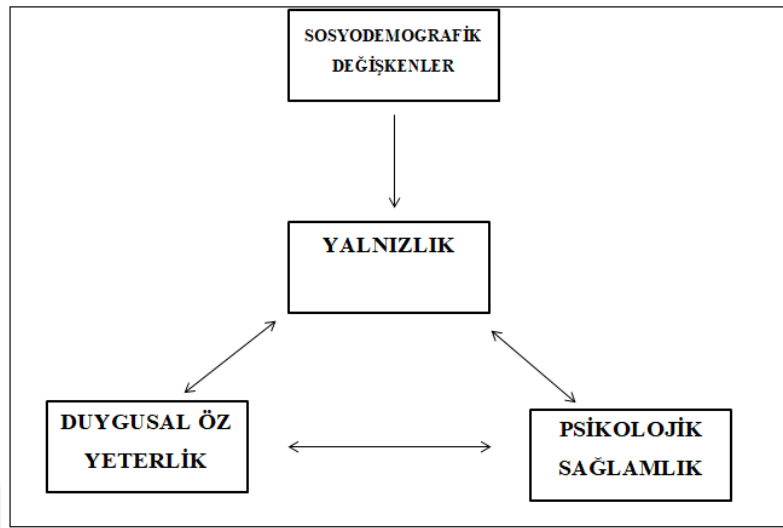 SOSYODEMOGRAFİK
DEĞİŞKENLER
YALNIZLIK
DUYGUSAL ÖZ
YETERLİK
PSİKOLOJİK
SAĞLAMLIK